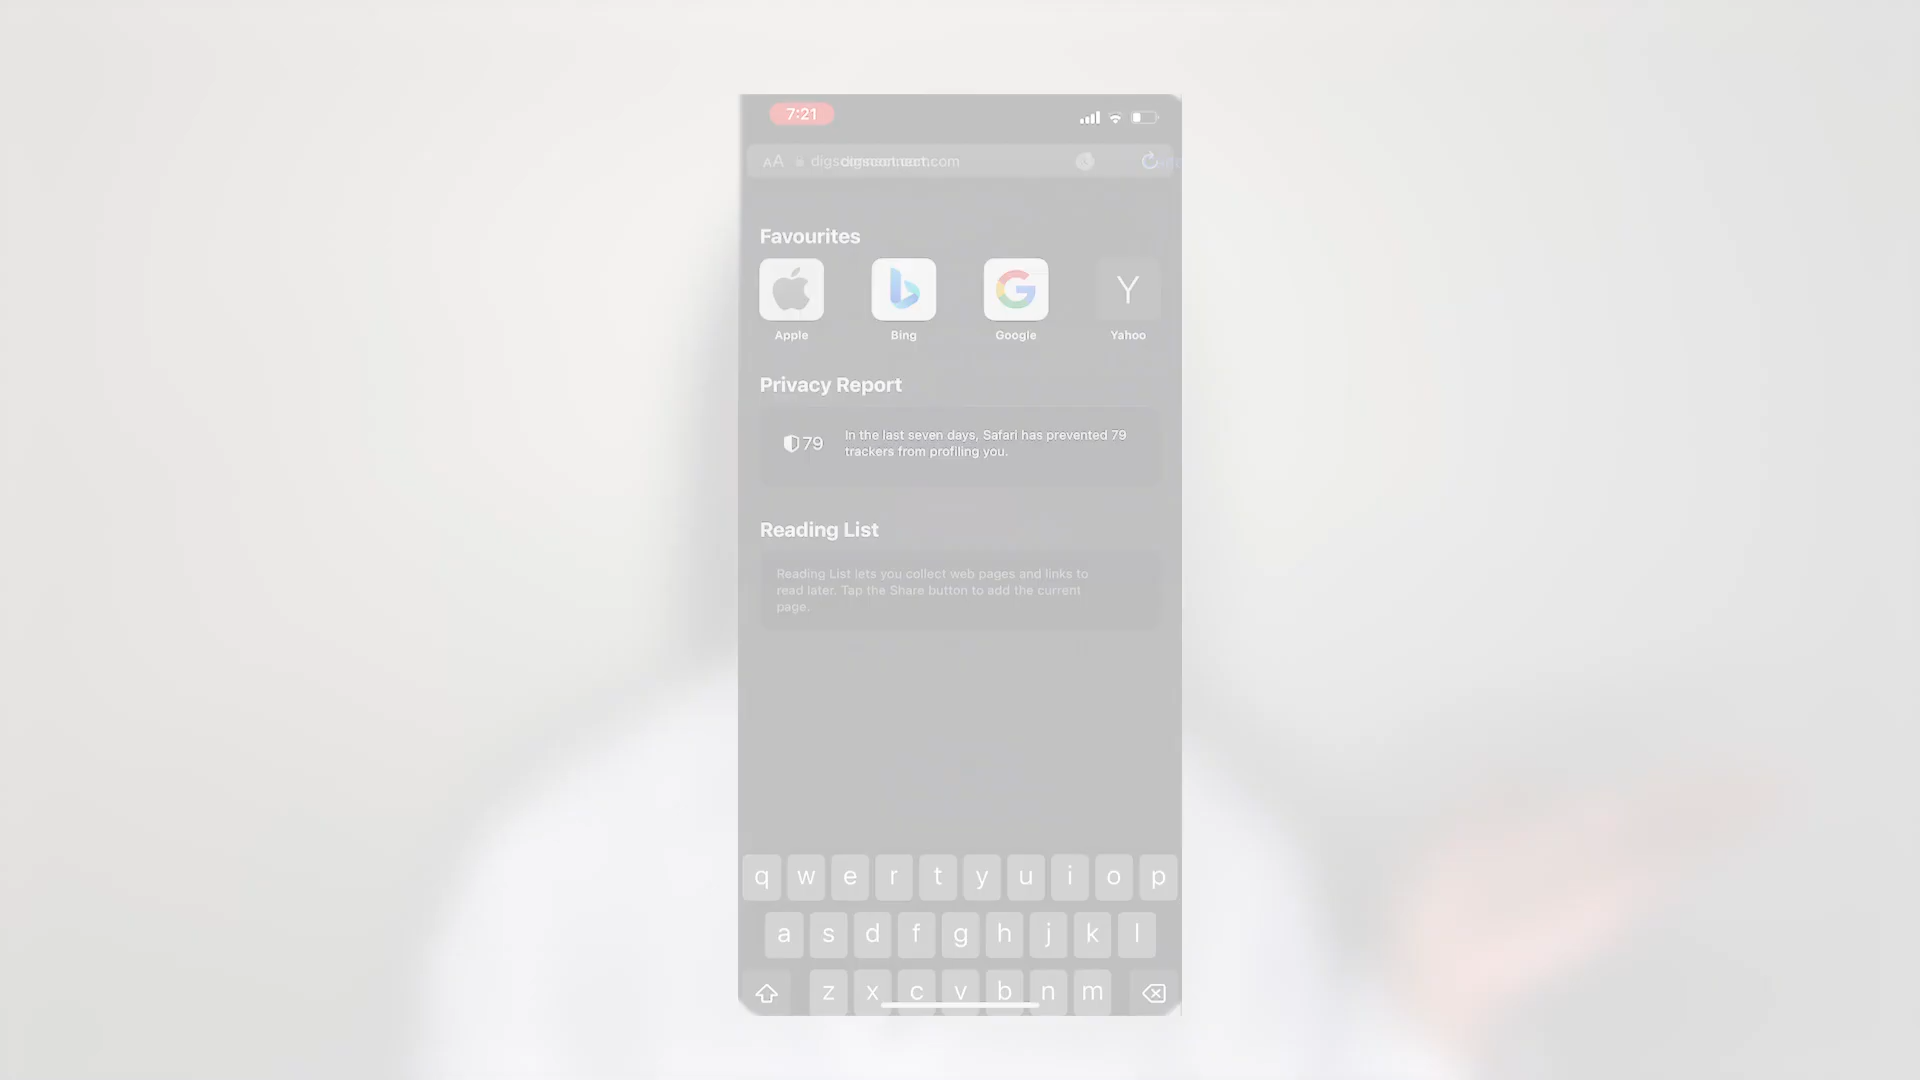 7:21
AA
Favourites
Y
Apple
Bing
Google
Yahoo
Privacy Report
79
In the last seven days, Safari has prevented 79
trackers from profiling you.
Reading List
Reading List lets you collect web pages and links to
read later. Tap the Share button to add the current
page.
q w e r t y u i o p
a s d f g h j k l
z x c v b n m